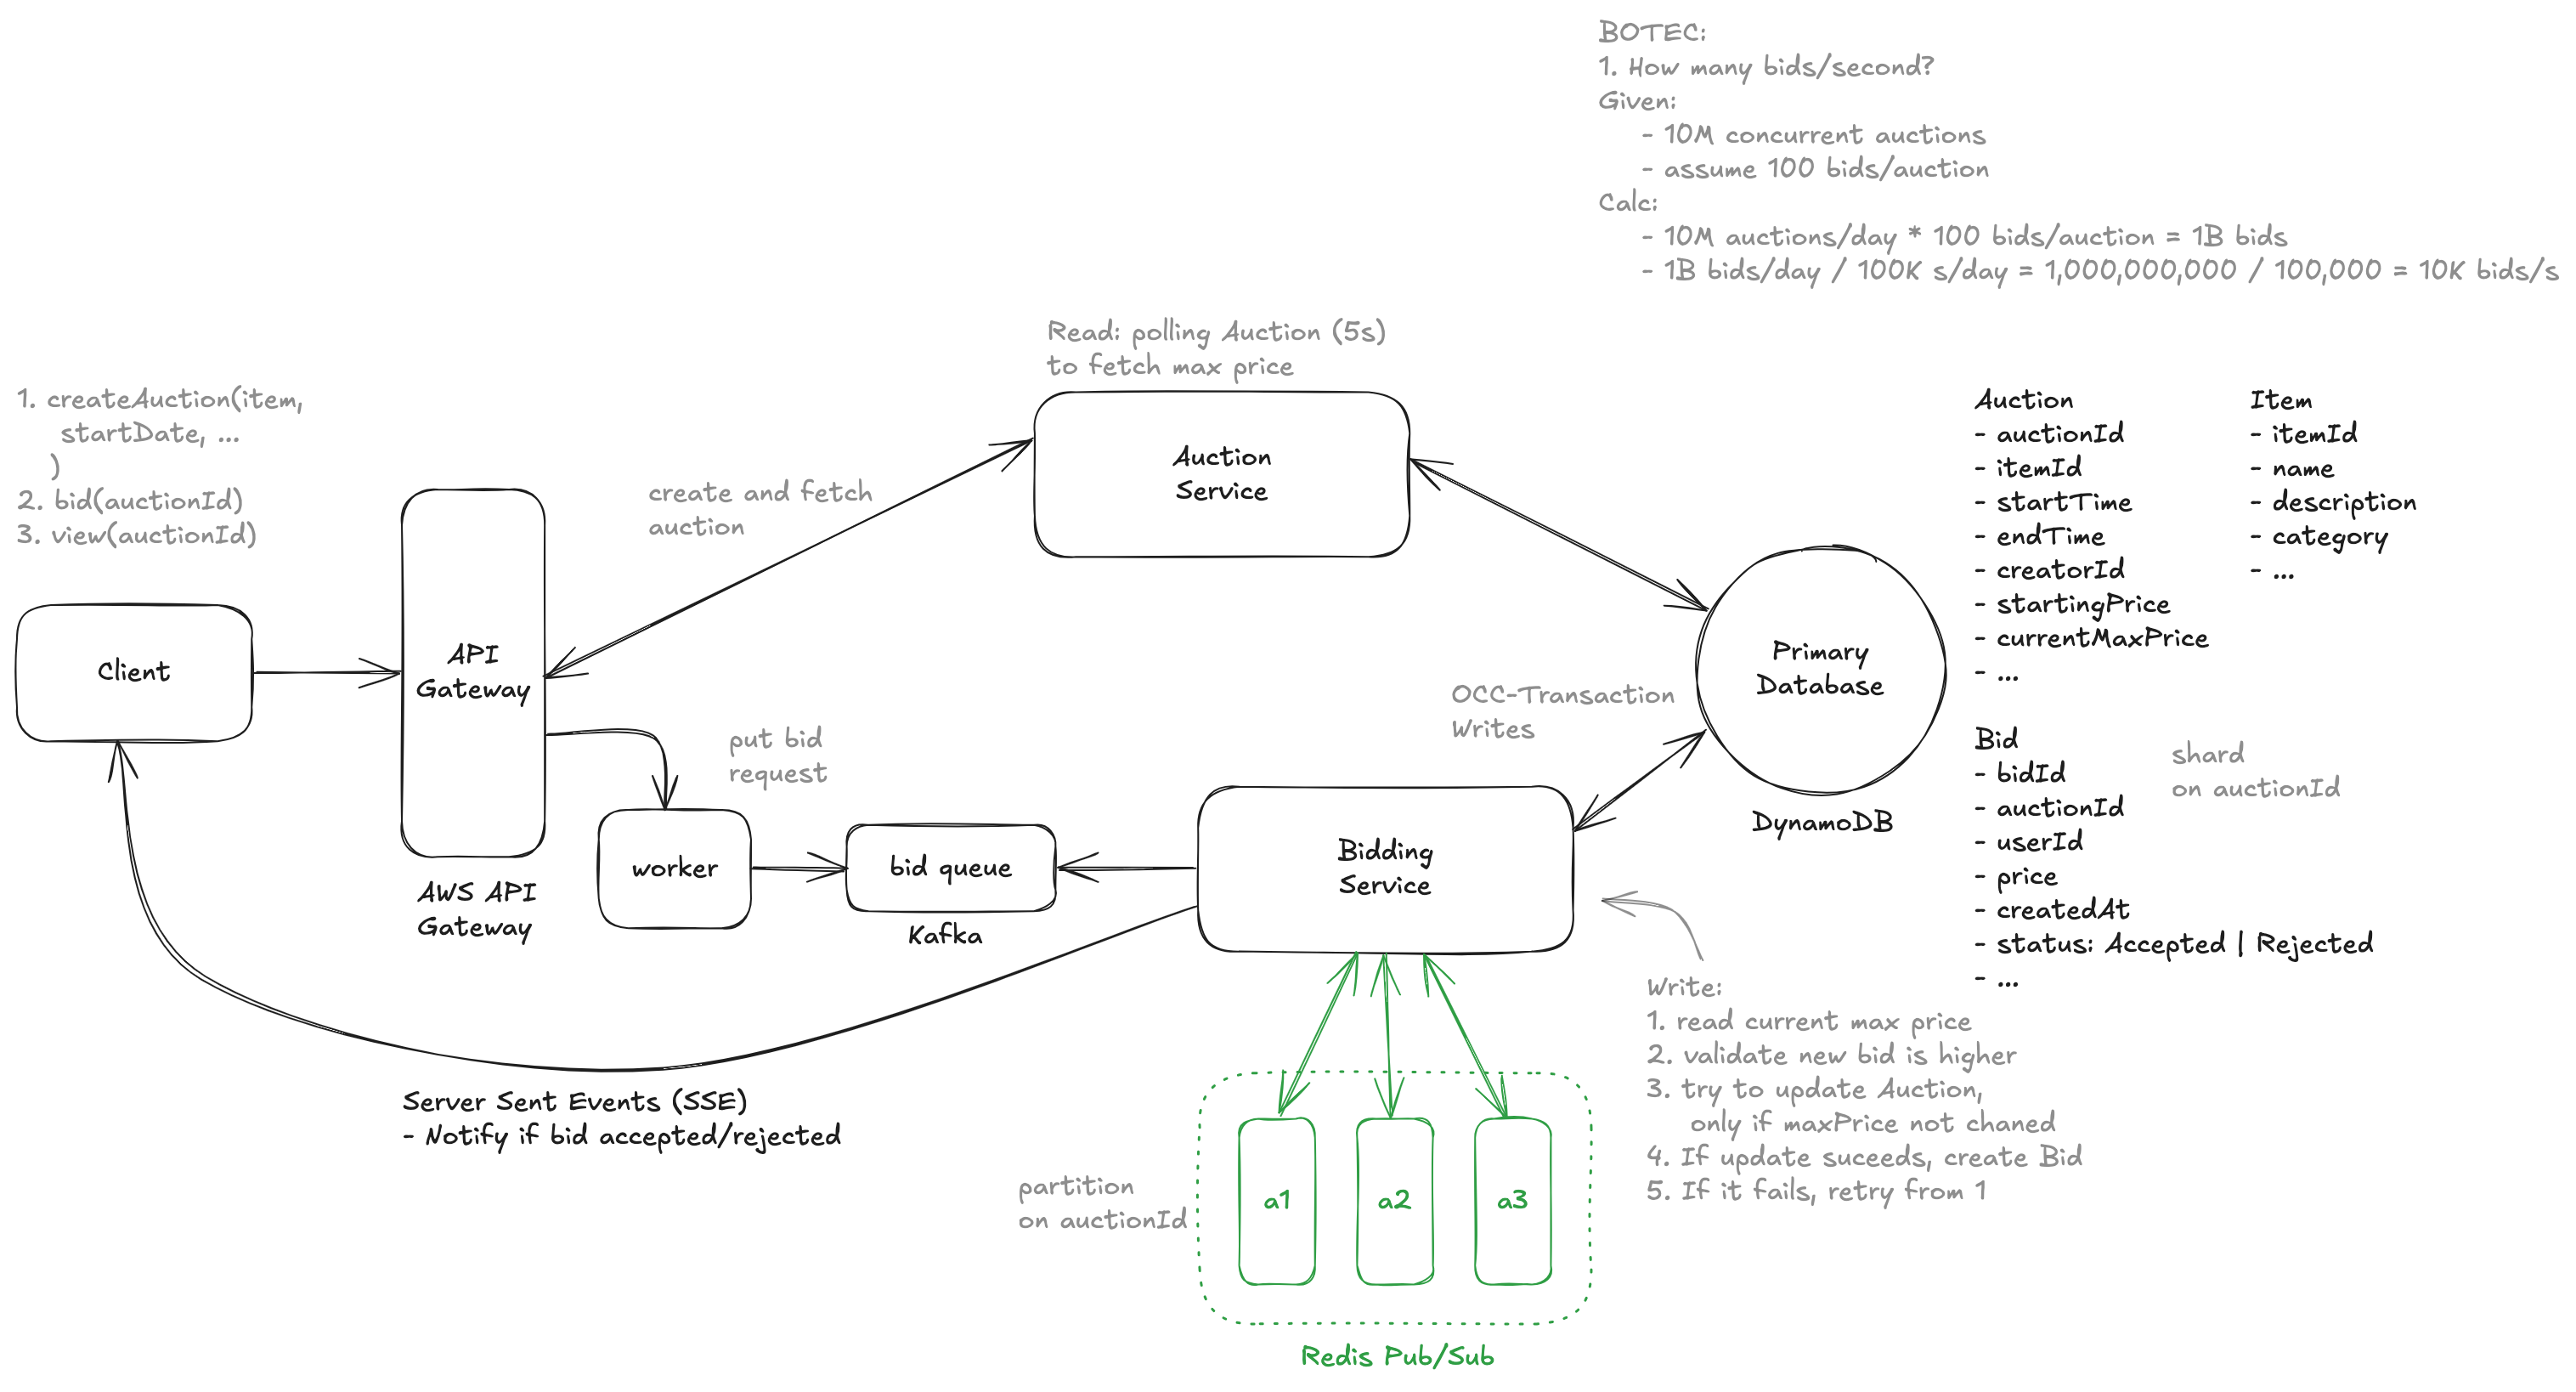 BOTEC:
1. How many bids/second?
Given:
- 10M concurrent auctions
- assume 100 bids/auction
Calc:
- 10M auctions/day * 100 bids/auction = 1B bids
- 1B bids/day / 100K s/day = 1,000,000,000 / 100,000 = 10K bids/s
Read: polling Auction (5s)
to fetch max price
1. createAuction(item,
startDate, ...
)
2. bid(auctionId)
3. view(auctionId)
create and fetch
auction
Auction
Service
Client
API
Gateway
AWS API
Gateway
put bid
request
worker
bid queue
Kafka
Bidding
Service
OCC-Transaction
Writes
Primary
Database
DynamoDB
Auction
- auctionId
- itemId
- startTime
- endTime
- creatorId
- startingPrice
- currentMaxPrice
- ...
Item
- itemId
- name
- description
- category
- ...
Bid
- bidId
- auctionId
- userId
- price
- createdAt
- status: Accepted | Rejected
- ...
shard
on auctionId
Write:
1. read current max price
2. validate new bid is higher
3. try to update Auction,
only if maxPrice not chaned
4. If update suceeds, create Bid
5. If it fails, retry from 1
Server Sent Events (SSE)
- Notify if bid accepted/rejected
partition
on auctionId
a1
a2
a3
Redis Pub/Sub